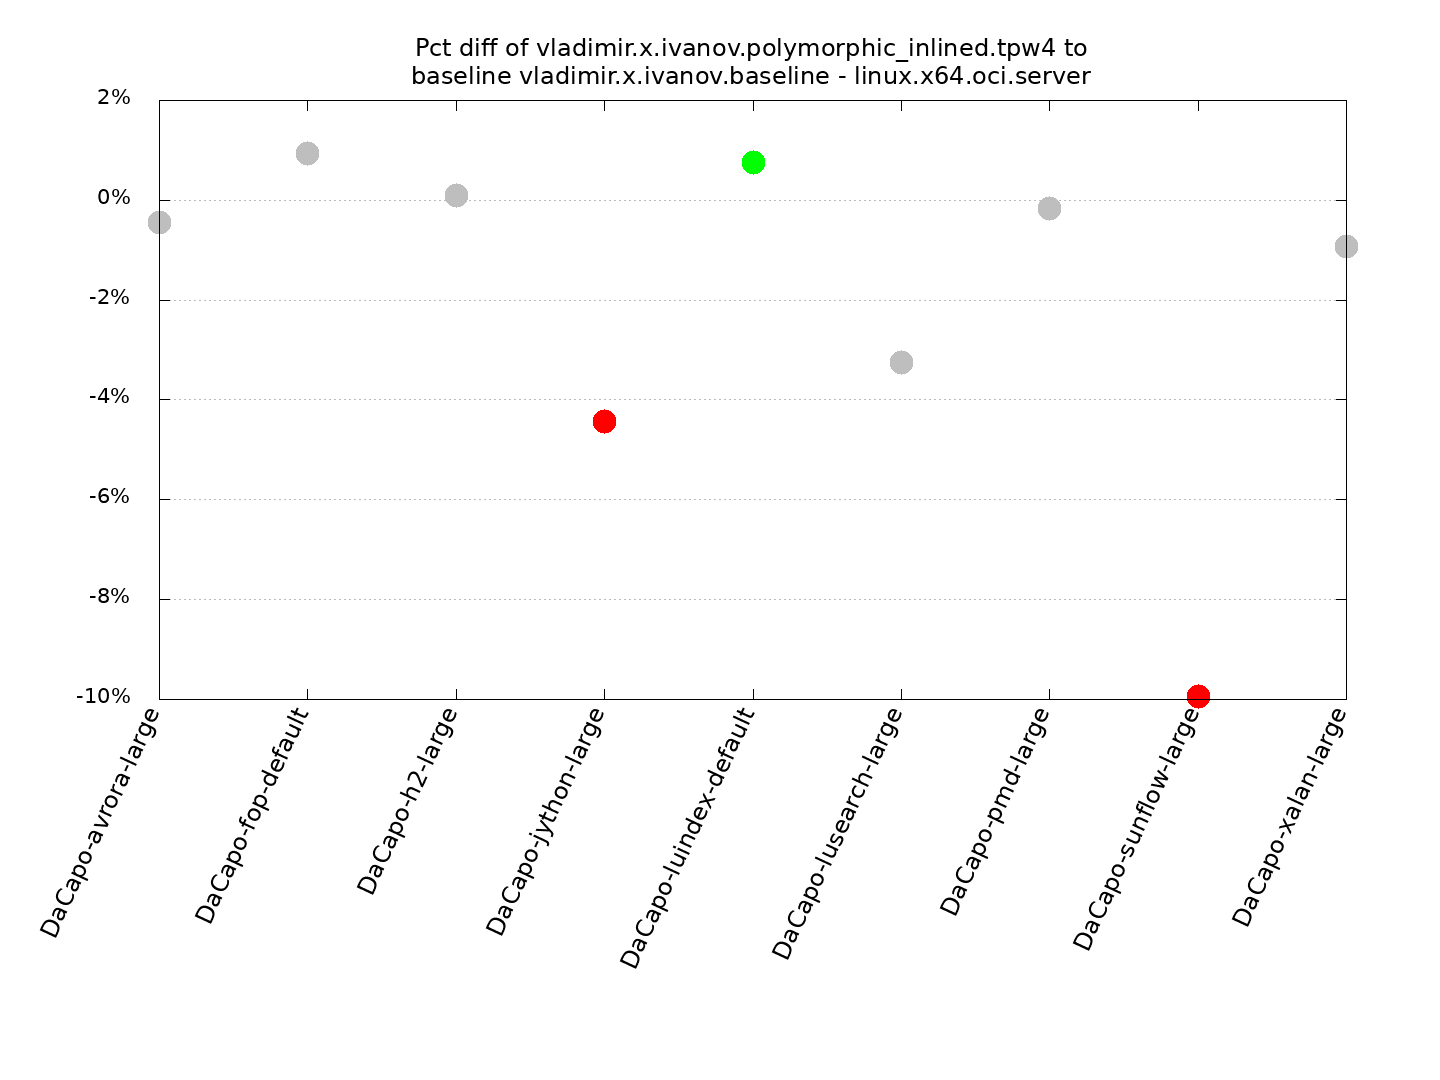 Pct diff of vladimir.x.ivanov.polymorphic_inlined.tpw4 to
baseline vladimir.x.ivanov.baseline - linux.x64.oci.server
2%
0%
-2%
-4%
-6%
-8%
-10%
DaCapo-avrora-large
DaCapo-fop-default
DaCapo-h2-large
DaCapo-jython-large
DaCapo-luindex-default
DaCapo-lusearch-large
DaCapo-pmd-large
DaCapo-sunflow-large
DaCapo-xalan-large